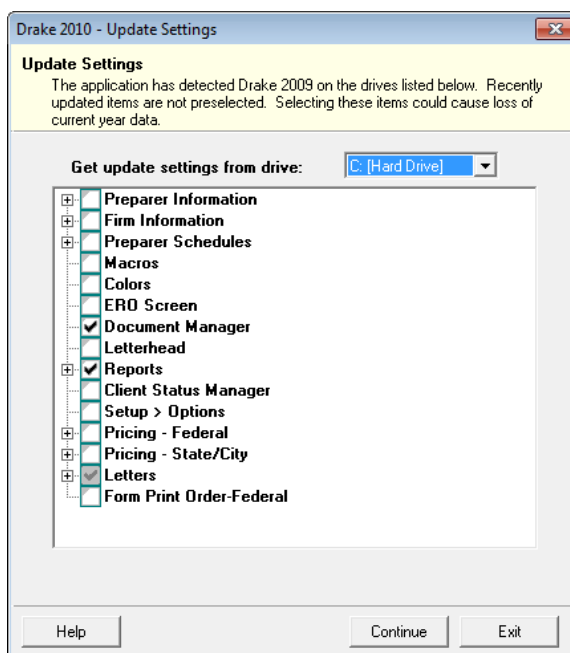 Drake 2010 - Update Settings
Update Settings
The application has detected Drake 2009 on the drives listed below. Recently
updated items are not preselected. Selecting these items could cause loss of
current year data.
Get update settings from drive: C: [Hard Drive]
Preparer Information
Firm Information
Preparer Schedules
Macros
Colors
ERO Screen
Document Manager
Letterhead
Reports
Client Status Manager
Setup > Options
Pricing - Federal
Pricing - State/City
Letters
Form Print Order-Federal
Help Continue Exit